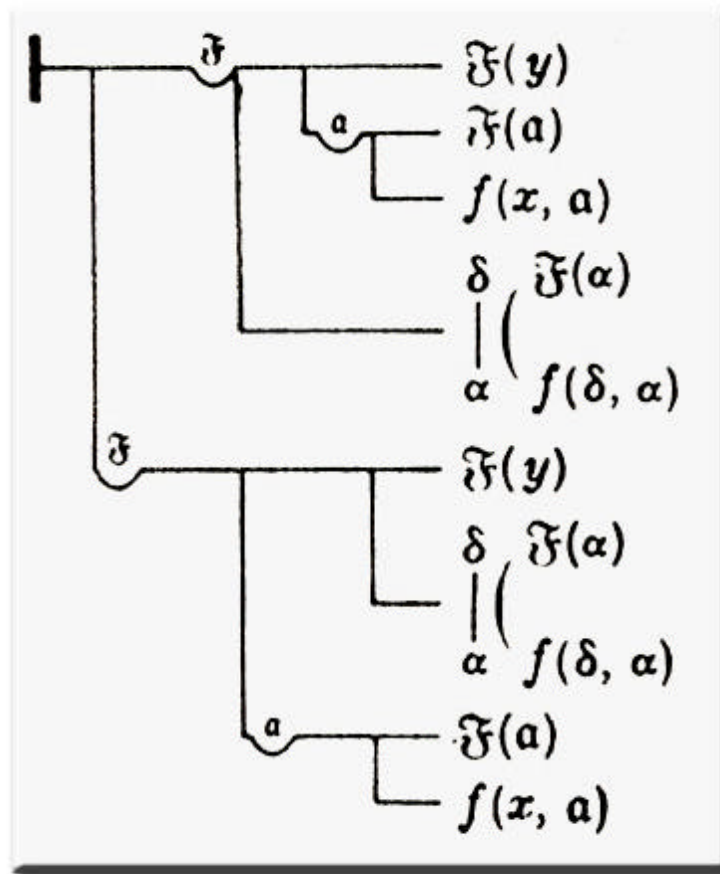 𝔉
𝔉(y)
𝔞
𝔉(𝔞)
f(x, 𝔞)
δ 𝔉(α)
α f(δ, α)
𝔉
𝔉(y)
δ 𝔉(α)
α f(δ, α)
𝔞
𝔉(𝔞)
f(x, 𝔞)